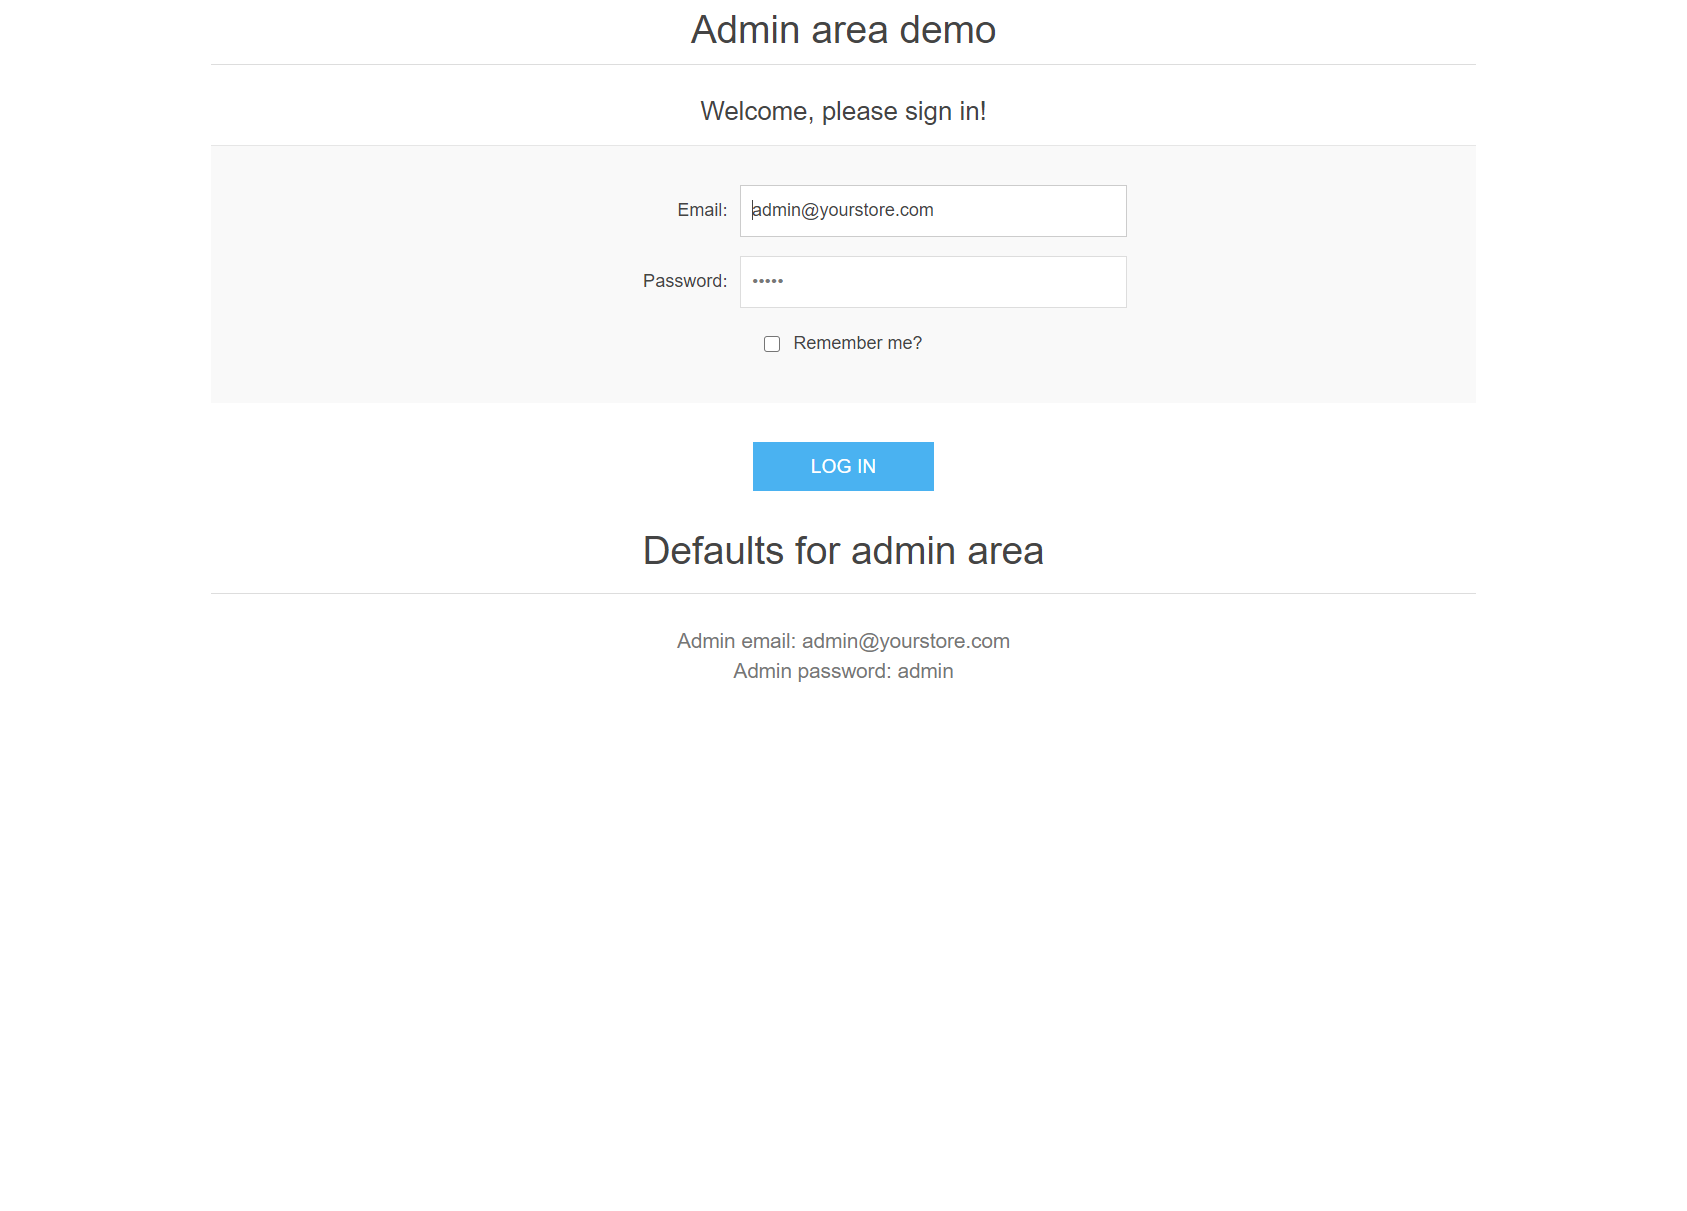 Admin area demo
Welcome, please sign in!
Email: admin@yourstore.com
Password: •••••
Remember me?
LOG IN
Defaults for admin area
Admin email: admin@yourstore.com
Admin password: admin